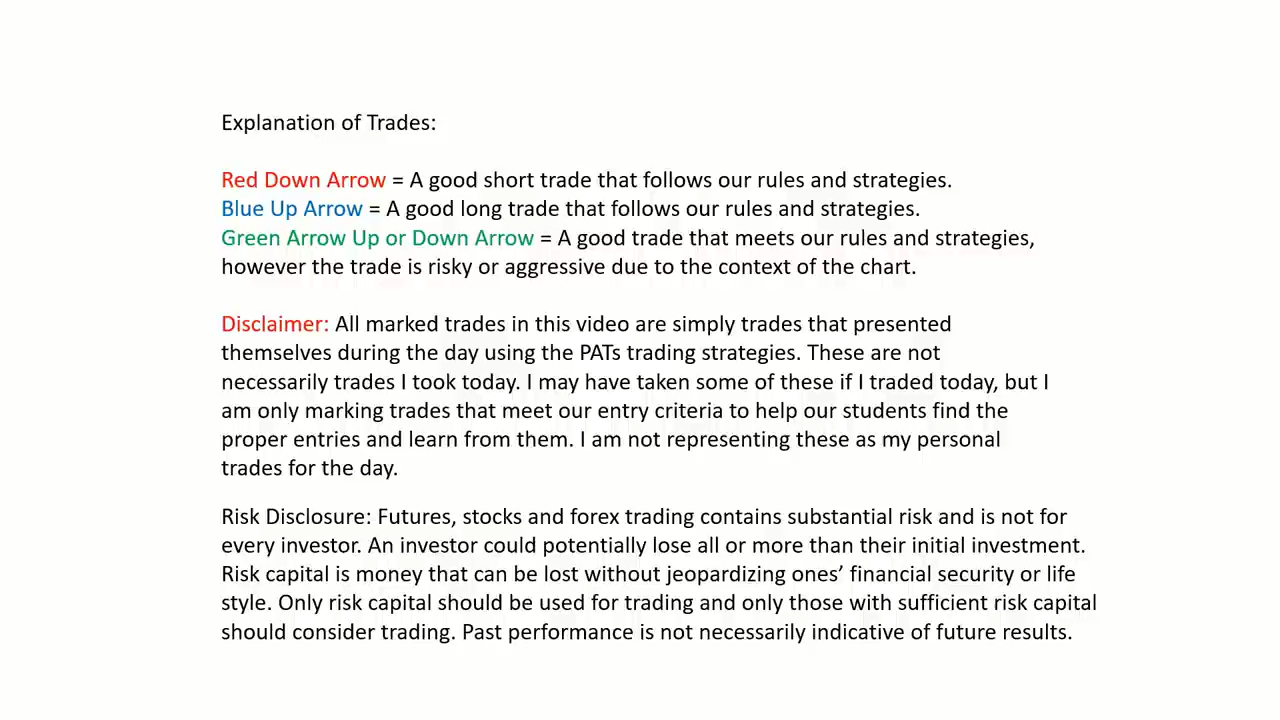 Explanation of Trades:
Red Down Arrow = A good short trade that follows our rules and strategies.
Blue Up Arrow = A good long trade that follows our rules and strategies.
Green Arrow Up or Down Arrow = A good trade that meets our rules and strategies,
however the trade is risky or aggressive due to the context of the chart.
Disclaimer: All marked trades in this video are simply trades that presented
themselves during the day using the PATs trading strategies. These are not
necessarily trades I took today. I may have taken some of these if I traded today, but I
am only marking trades that meet our entry criteria to help our students find the
proper entries and learn from them. I am not representing these as my personal
trades for the day.
Risk Disclosure: Futures, stocks and forex trading contains substantial risk and is not for
every investor. An investor could potentially lose all or more than their initial investment.
Risk capital is money that can be lost without jeopardizing ones’ financial security or life
style. Only risk capital should be used for trading and only those with sufficient risk capital
should consider trading. Past performance is not necessarily indicative of future results.